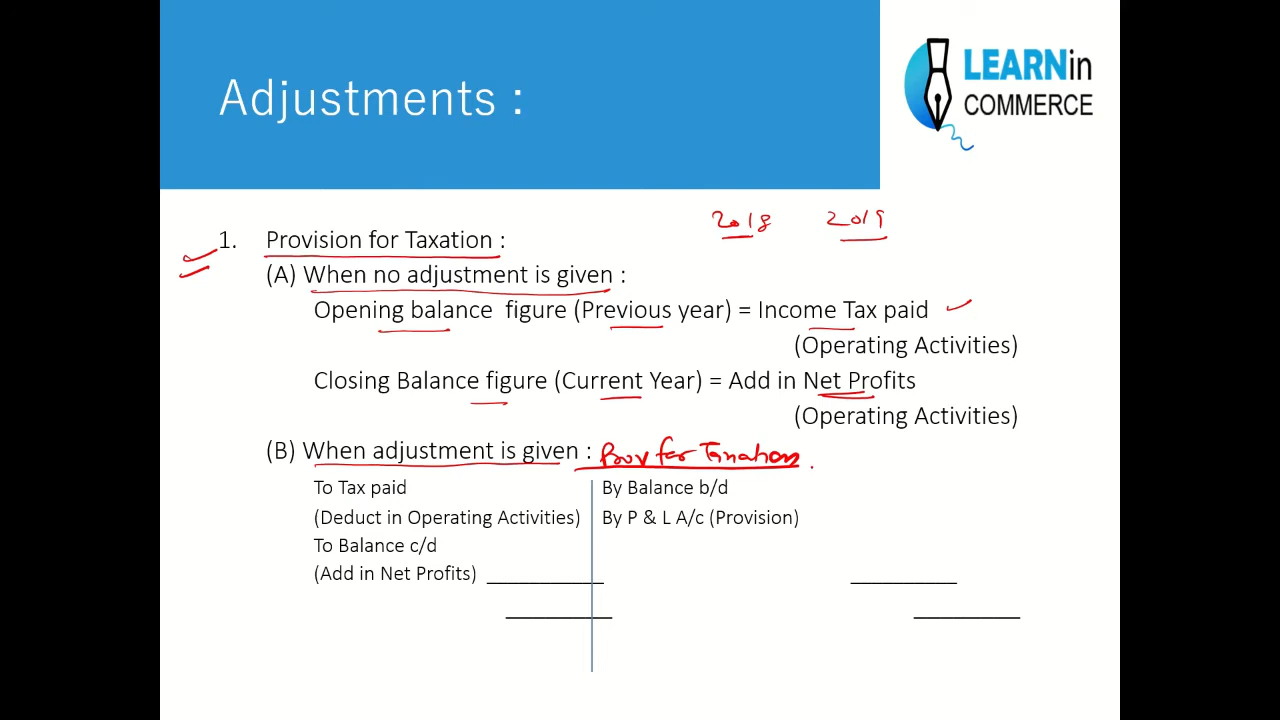 Adjustments :
LEARNin
COMMERCE
2018 2019
1. Provision for Taxation :
(A) When no adjustment is given :
Opening balance figure (Previous year) = Income Tax paid
(Operating Activities)
Closing Balance figure (Current Year) = Add in Net Profits
(Operating Activities)
(B) When adjustment is given : Prov for Taxation
To Tax paid By Balance b/d
(Deduct in Operating Activities) By P & L A/c (Provision)
To Balance c/d
(Add in Net Profits)